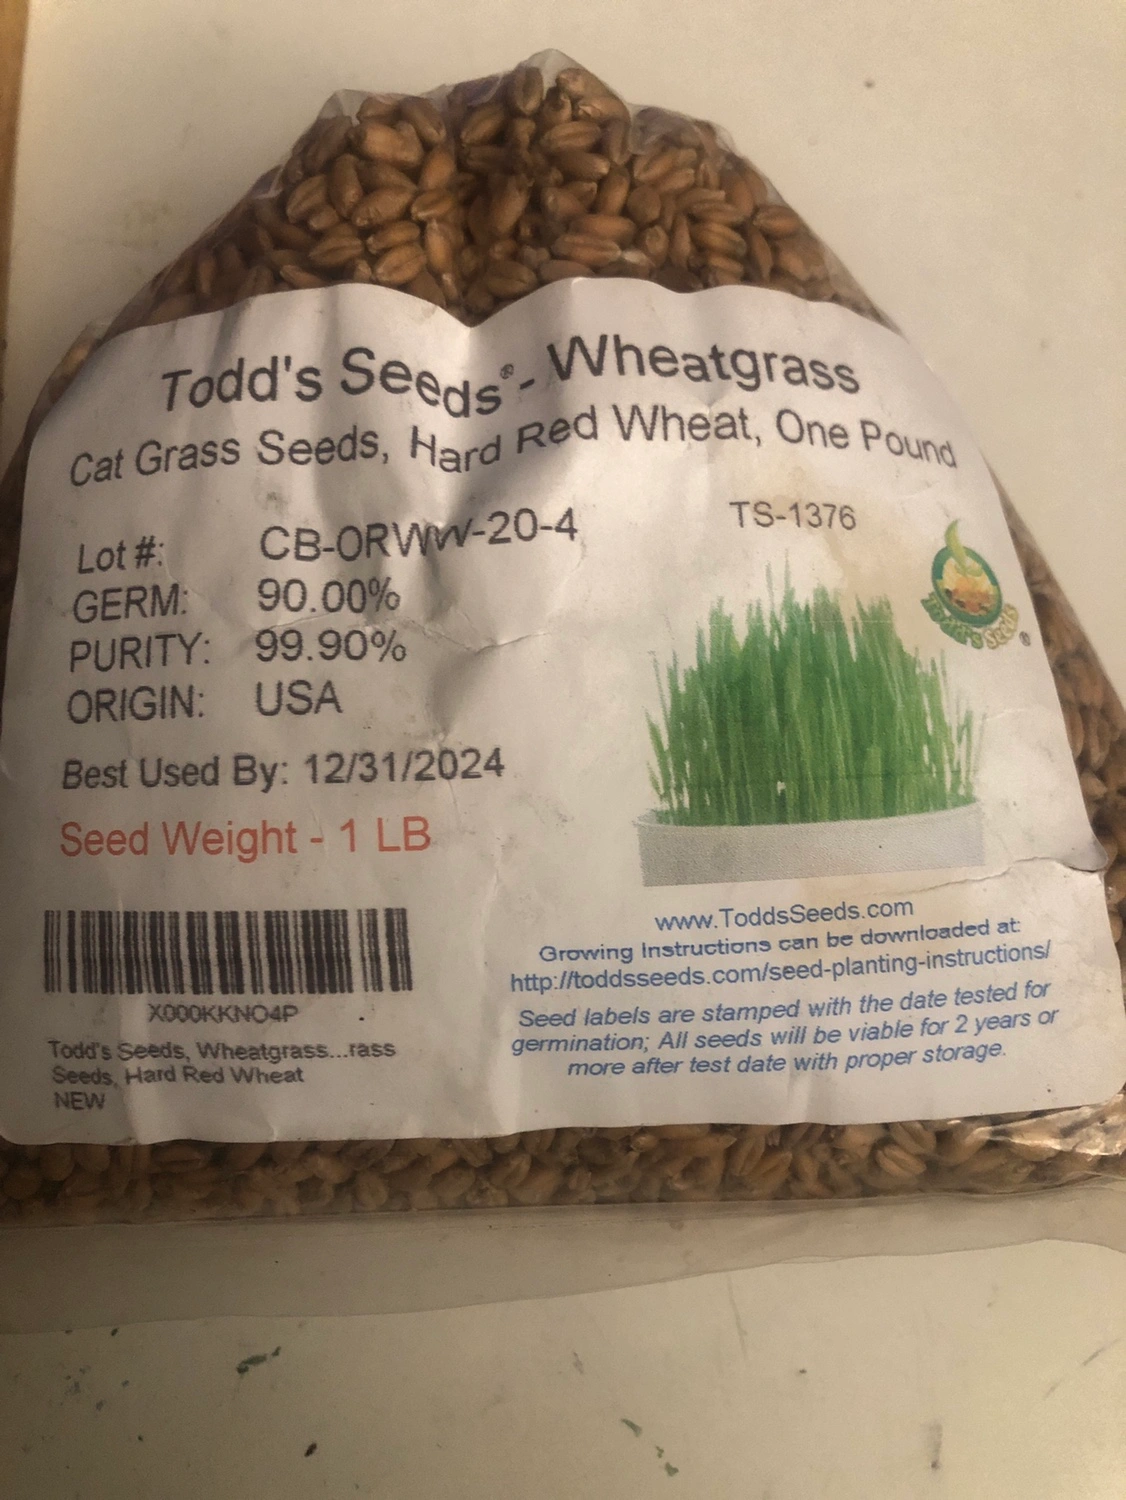 Todd's Seeds® - Wheatgrass
Cat Grass Seeds, Hard Red Wheat, One Pound
TS-1376
Lot #: CB-ORWW-20-4
GERM: 90.00%
PURITY: 99.90%
ORIGIN: USA
Best Used By: 12/31/2024
Seed Weight - 1 LB
Todd's Seeds®
X000KKNO4P
Todd's Seeds, Wheatgrass...rass
Seeds, Hard Red Wheat
NEW
www.ToddsSeeds.com
Growing Instructions can be downloaded at:
http://toddsseeds.com/seed-planting-instructions/
Seed labels are stamped with the date tested for
germination; All seeds will be viable for 2 years or
more after test date with proper storage.